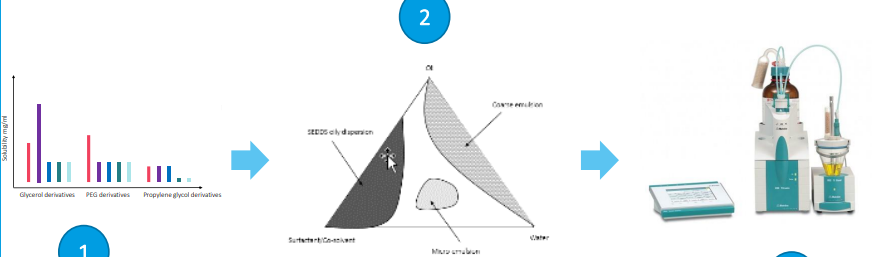 2
Solubility mg/ml
Glycerol derivatives
PEG derivatives
Propylene glycol derivatives
1
Oil
Coarse emulsion
SEDDS oily dispersion
Surfactant/Co-solvent
Water
Micro emulsion